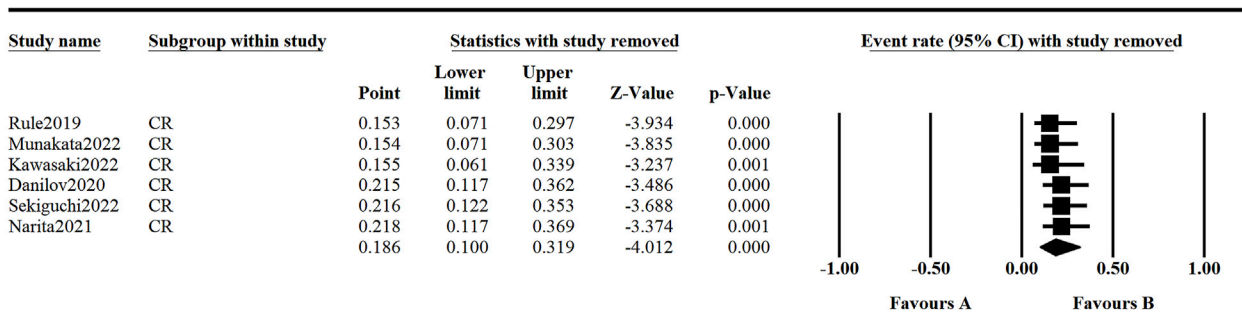 Study name Subgroup within study Statistics with study removed Event rate (95% CI) with study removed
Lower Upper
Point limit limit Z-Value p-Value
Rule2019 CR 0.153 0.071 0.297 -3.934 0.000
Munakata2022 CR 0.154 0.071 0.303 -3.835 0.000
Kawasaki2022 CR 0.155 0.061 0.339 -3.237 0.001
Danilov2020 CR 0.215 0.117 0.362 -3.486 0.000
Sekiguchi2022 CR 0.216 0.122 0.353 -3.688 0.000
Narita2021 CR 0.218 0.117 0.369 -3.374 0.001
0.186 0.100 0.319 -4.012 0.000
-1.00 -0.50 0.00 0.50 1.00
Favours A Favours B